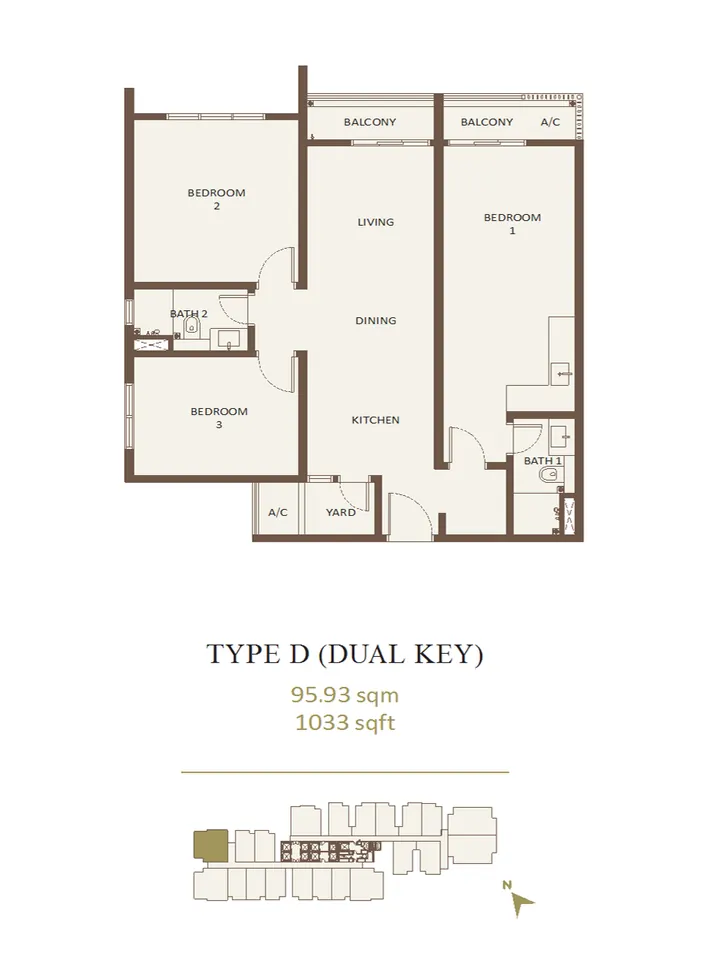 BALCONY
BALCONY A/C
BEDROOM
2
BEDROOM
1
LIVING
BATH 2
DINING
BEDROOM
3
KITCHEN
BATH 1
A/C
YARD
TYPE D (DUAL KEY)
95.93 sqm
1033 sqft
N